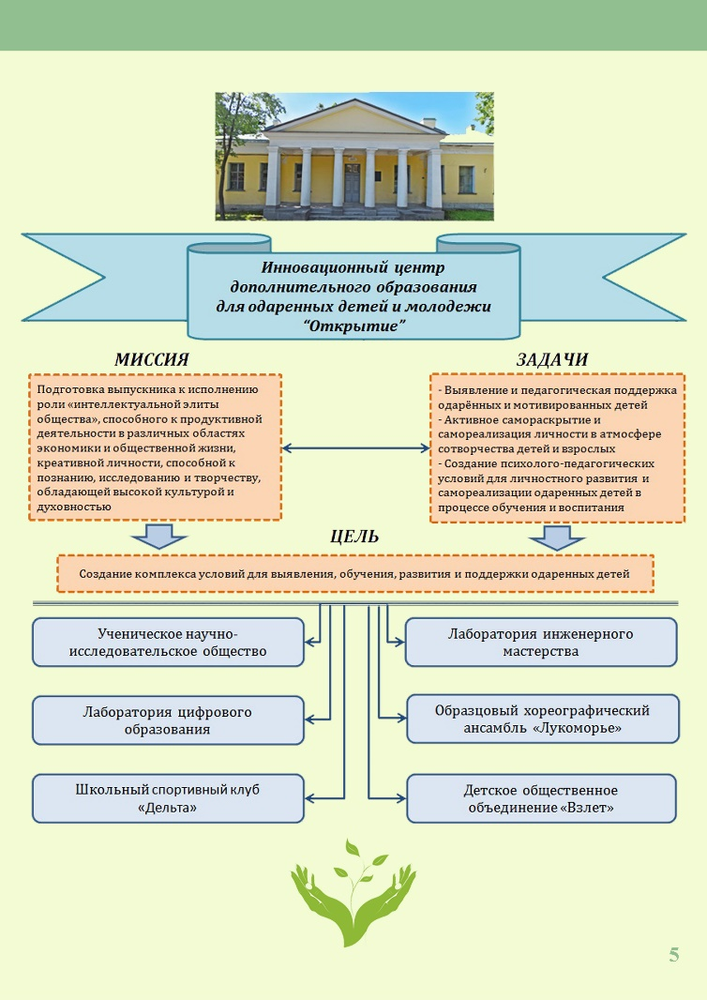 Инновационный центр
дополнительного образования
для одаренных детей и молодежи
“Открытие”
МИССИЯ
Подготовка выпускника к исполнению
роли «интеллектуальной элиты
общества», способного к продуктивной
деятельности в различных областях
экономики и общественной жизни,
креативной личности, способной к
познанию, исследованию и творчеству,
обладающей высокой культурой и
духовностью
ЗАДАЧИ
- Выявление и педагогическая поддержка
одарённых и мотивированных детей
- Активное самораскрытие и
самореализация личности в атмосфере
сотворчества детей и взрослых
- Создание психолого-педагогических
условий для личностного развития и
самореализации одаренных детей в
процессе обучения и воспитания
ЦЕЛЬ
Создание комплекса условий для выявления, обучения, развития и поддержки одаренных детей
Ученическое научно-
исследовательское общество
Лаборатория инженерного
мастерства
Лаборатория цифрового
образования
Образцовый хореографический
ансамбль «Лукоморье»
Школьный спортивный клуб
«Дельта»
Детское общественное
объединение «Взлет»
5